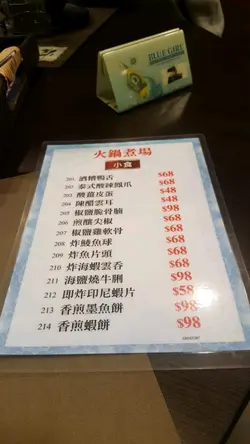 BLUE GIRL
火鍋煮場
小食
201 酒糟鴨舌 $68
202 泰式酸辣鳳爪 $48
203 酸薑皮蛋 $48
204 陳醋雲耳 $48
205 椒鹽脆骨腩 $98
206 煎釀尖椒 $68
207 椒鹽雞軟骨 $68
208 炸鯪魚球 $68
209 炸魚片頭 $68
210 炸海蝦雲吞 $68
211 海鹽燒牛脷 $98
212 即炸印尼蝦片 $58
213 香煎墨魚餅 $98
214 香煎蝦餅 $98